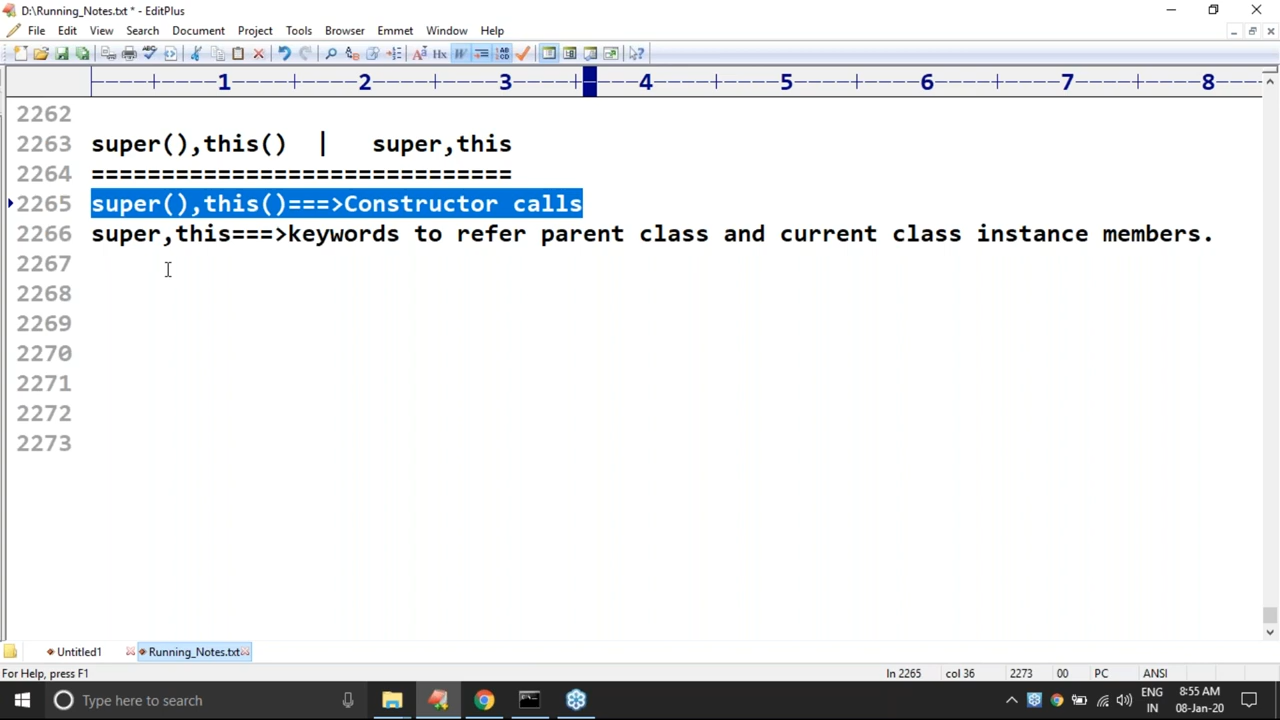 D:\Running_Notes.txt * - EditPlus
File Edit View Search Document Project Tools Browser Emmet Window Help
1 2 3 4 5 6 7 8
2262
2263 super(),this() | super,this
2264 ==============================
2265 super(),this()===>Constructor calls
2266 super,this===>keywords to refer parent class and current class instance members.
2267
2268
2269
2270
2271
2272
2273
Untitled1 Running_Notes.txt
For Help, press F1 ln 2265 col 36 2273 00 PC ANSI
Type here to search ENG IN 8:55 AM 08-Jan-20